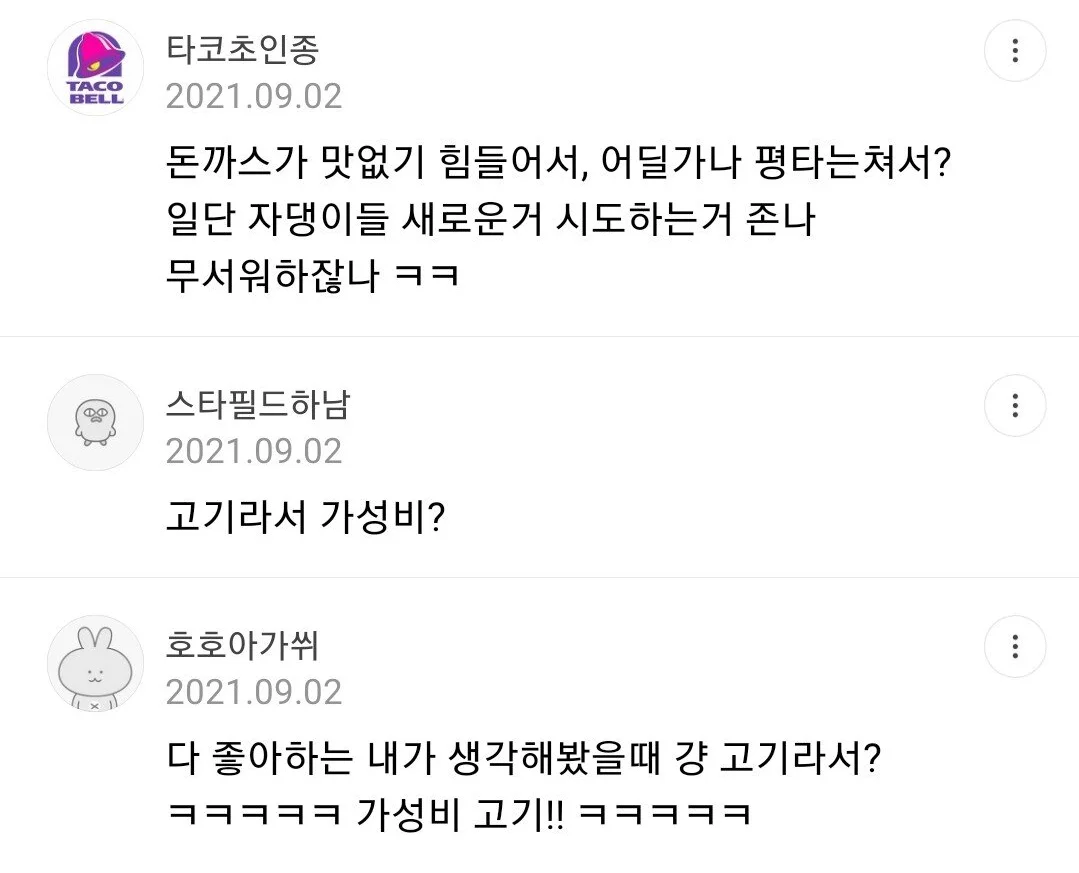 TACO
BELL
타코초인종
2021.09.02
돈까스가 맛없기 힘들어서, 어딜가나 평타는쳐서?
일단 자댕이들 새로운거 시도하는거 존나
무서워하잖나 ㅋㅋ
스타필드하남
2021.09.02
고기라서 가성비?
호호아가쒸
2021.09.02
다 좋아하는 내가 생각해봤을때 걍 고기라서?
ㅋㅋㅋㅋㅋ 가성비 고기!! ㅋㅋㅋㅋㅋ